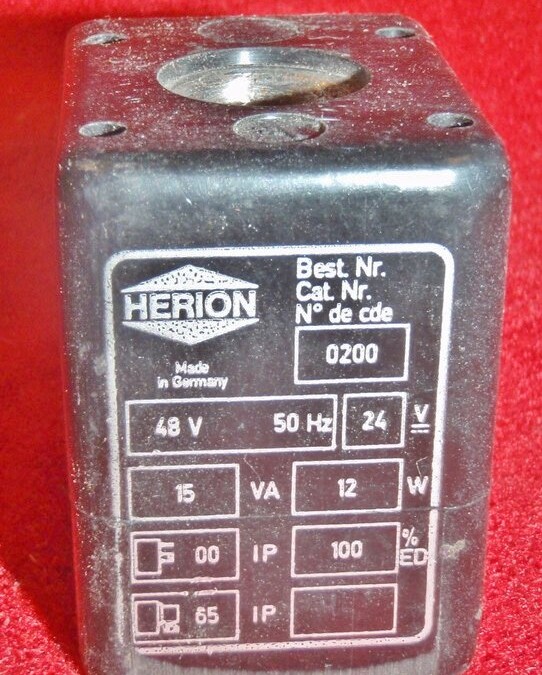 HERION
Made
in Germany
Best. Nr.
Cat. Nr.
N° de cde
0200
48 V 50 Hz 24 V
15 VA 12 W
00 IP 100 % ED
65 IP